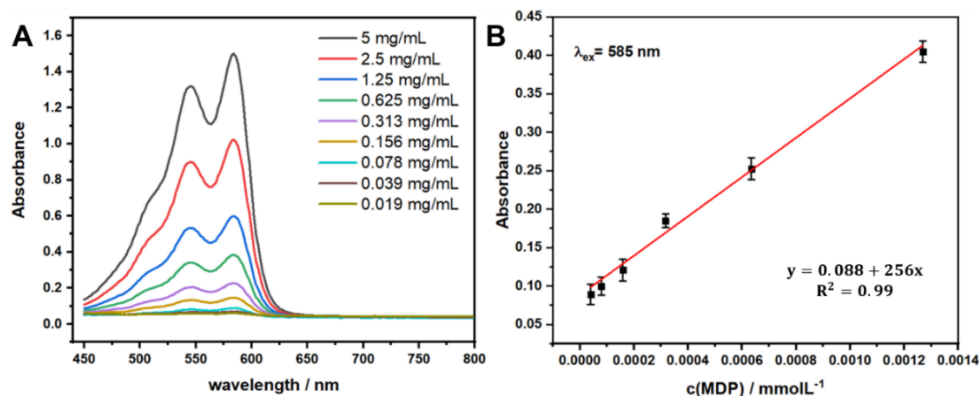 A
Absorbance
1.6
1.4
1.2
1.0
0.8
0.6
0.4
0.2
0.0
5 mg/mL
2.5 mg/mL
1.25 mg/mL
0.625 mg/mL
0.313 mg/mL
0.156 mg/mL
0.078 mg/mL
0.039 mg/mL
0.019 mg/mL
450 500 550 600 650 700 750 800
wavelength / nm
B
Absorbance
0.45
0.40
0.35
0.30
0.25
0.20
0.15
0.10
0.05
λex= 585 nm
y = 0.088 + 256x
R² = 0.99
0.0000 0.0002 0.0004 0.0006 0.0008 0.0010 0.0012 0.0014
c(MDP) / mmolL⁻¹